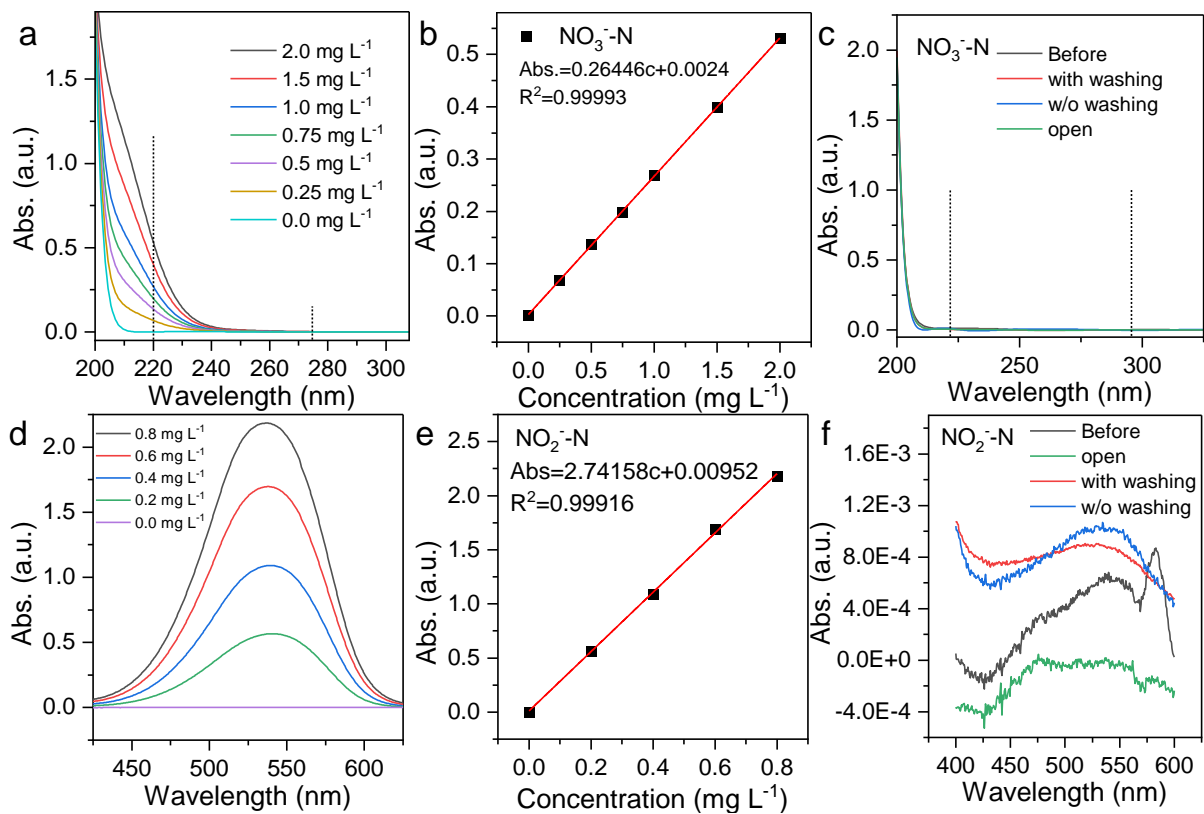 a
2.0 mg L⁻¹
1.5 mg L⁻¹
1.0 mg L⁻¹
0.75 mg L⁻¹
0.5 mg L⁻¹
0.25 mg L⁻¹
0.0 mg L⁻¹
1.5
1.0
0.5
0.0
Abs. (a.u.)
200 220 240 260 280 300
Wavelength (nm)
b
NO₃⁻-N
Abs.=0.26446c+0.0024
R²=0.99993
0.5
0.4
0.3
0.2
0.1
0.0
Abs. (a.u.)
0.0 0.5 1.0 1.5 2.0
Concentration (mg L⁻¹)
c
NO₃⁻-N
Before
with washing
w/o washing
open
2.0
1.5
1.0
0.5
0.0
Abs. (a.u.)
200 250 300
Wavelength (nm)
d
0.8 mg L⁻¹
0.6 mg L⁻¹
0.4 mg L⁻¹
0.2 mg L⁻¹
0.0 mg L⁻¹
2.0
1.5
1.0
0.5
0.0
Abs. (a.u.)
450 500 550 600
Wavelength (nm)
e
NO₂⁻-N
Abs=2.74158c+0.00952
R²=0.99916
2.5
2.0
1.5
1.0
0.5
0.0
Abs. (a.u.)
0.0 0.2 0.4 0.6 0.8
Concentration (mg L⁻¹)
f
NO₂⁻-N
Before
open
with washing
w/o washing
1.6E-3
1.2E-3
8.0E-4
4.0E-4
0.0E+0
-4.0E-4
Abs. (a.u.)
400 450 500 550 600
Wavelength (nm)